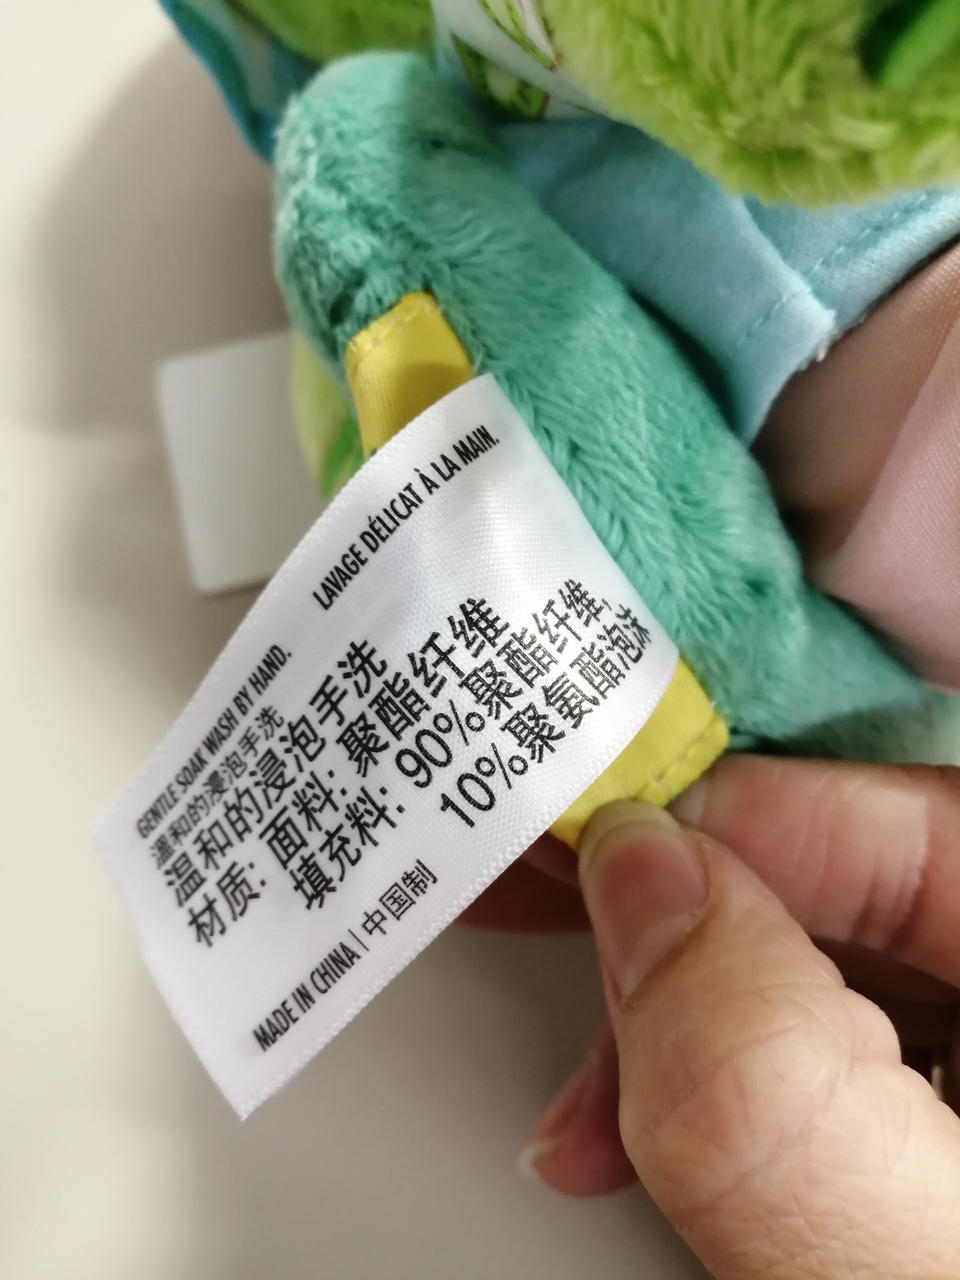 LAVAGE DÉLICAT À LA MAIN.
GENTLE SOAK WASH BY HAND.
溫和的浸泡手洗
温和的浸泡手洗
材质: 面料: 聚酯纤维
填充料: 90%聚酯纤维,
10%聚氨酯泡沫
MADE IN CHINA | 中国制